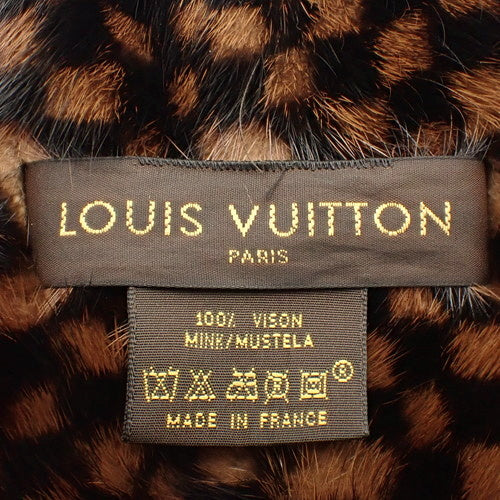 LOUIS VUITTON
PARIS
100% VISON
MINK/MUSTELA
®
MADE IN FRANCE